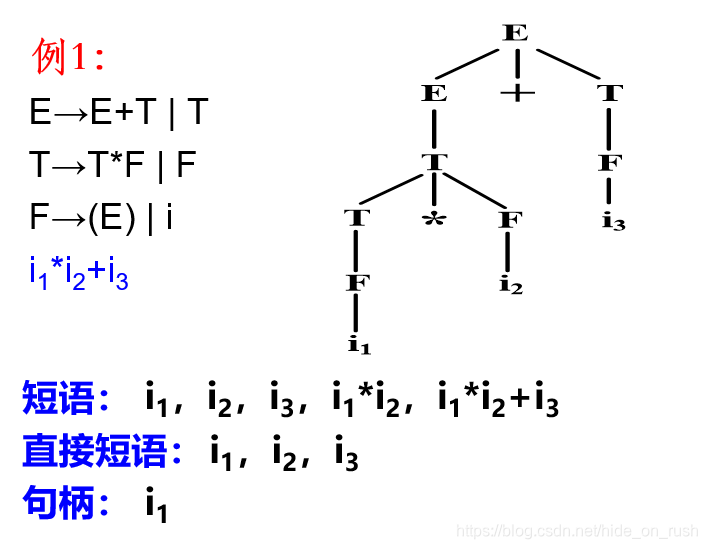 例1：
E→E+T | T
T→T*F | F
F→(E) | i
i₁*i₂+i₃
E
E + T
T F
T * F i₃
F i₂
i₁
短语： i₁，i₂，i₃，i₁*i₂，i₁*i₂+i₃
直接短语：i₁，i₂，i₃
句柄： i₁
https://blog.csdn.net/hide_on_rush